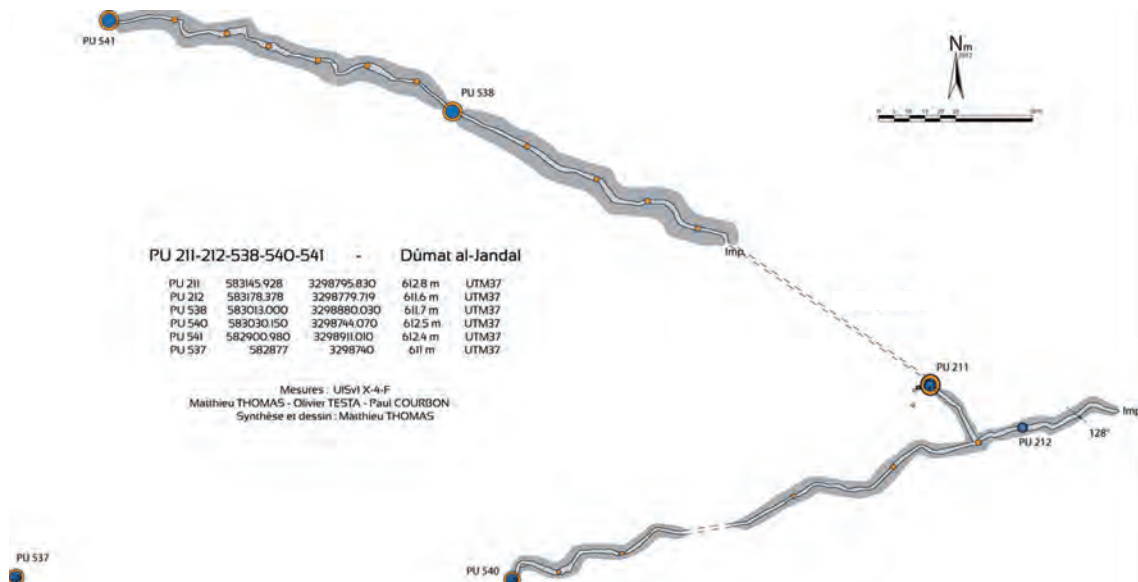 PU 541
PU 538
Nm
PU 211-212-538-540-541 - Dûmat al-Jandal
PU 211 583145.928 3298795.830 612.8 m UTM37
PU 212 583178.378 3298779.719 611.6 m UTM37
PU 538 583013.000 3298880.030 611.7 m UTM37
PU 540 583030.150 3298744.070 612.5 m UTM37
PU 541 582900.980 3298911.010 612.4 m UTM37
PU 537 582877 3298740 611 m UTM37
Mesures : UISv1 X-4-F
Matthieu THOMAS - Olivier TESTA - Paul COURBON
Synthèse et dessin : Matthieu THOMAS
Imp.
PU 211
Imp
128°
PU 212
PU 537
PU 540